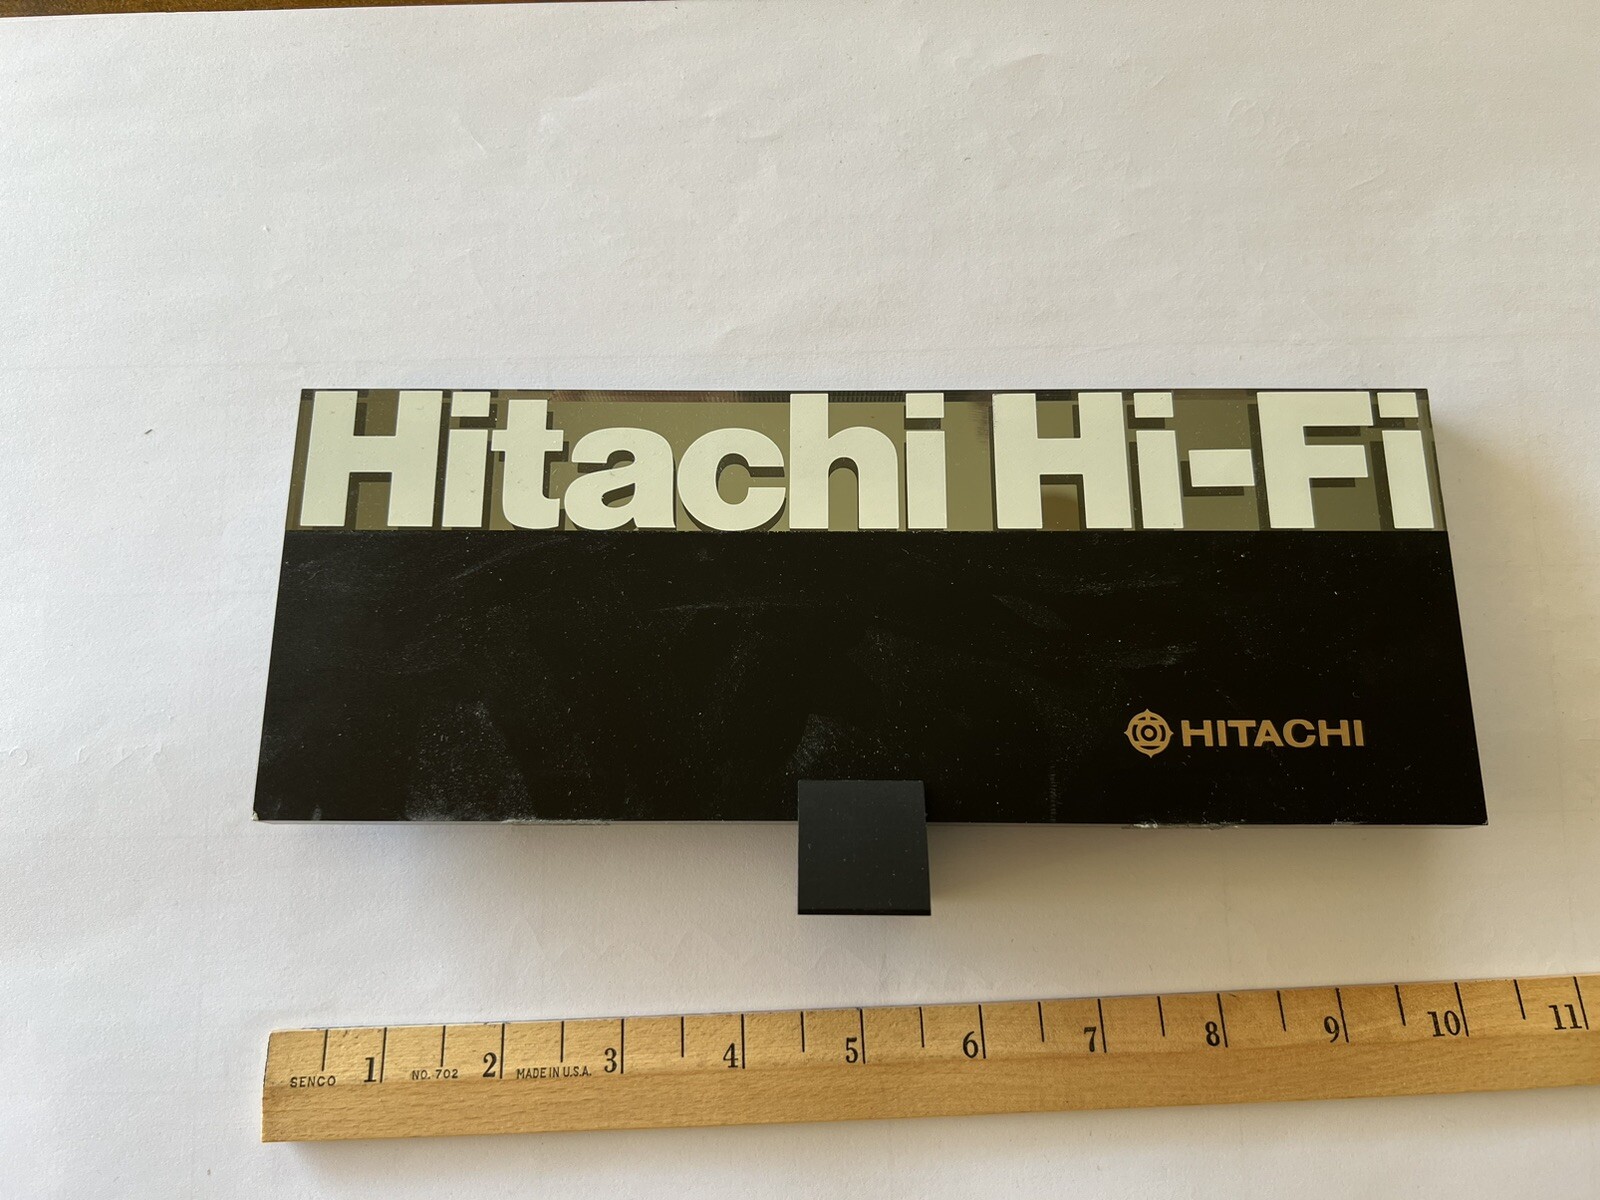 Hitachi Hi-Fi
HITACHI
1 2 3 4 5 6 7 8 9 10 11
SENCO NO. 702 MADE IN U.S.A.